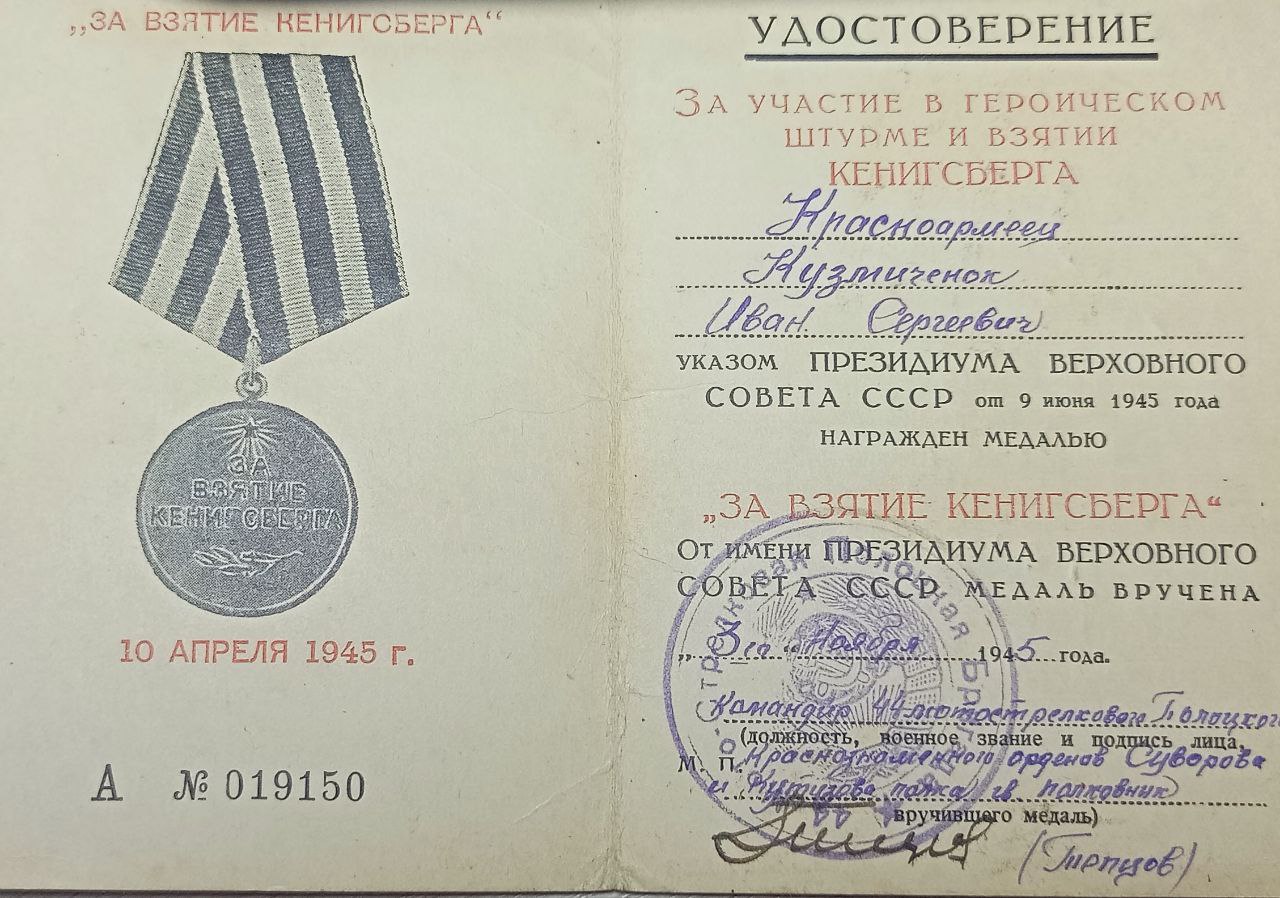 „ЗА ВЗЯТИЕ КЕНИГСБЕРГА“
ЗА
ВЗЯТИЕ
КЕНИГСБЕРГА
10 АПРЕЛЯ 1945 г.
А № 019150
УДОСТОВЕРЕНИЕ
ЗА УЧАСТИЕ В ГЕРОИЧЕСКОМ
ШТУРМЕ И ВЗЯТИИ
КЕНИГСБЕРГА
Красноармеец
Кузмиченок
Иван Сергеевич
УКАЗОМ ПРЕЗИДИУМА ВЕРХОВНОГО
СОВЕТА СССР от 9 июня 1945 года
НАГРАЖДЕН МЕДАЛЬЮ
„ЗА ВЗЯТИЕ КЕНИГСБЕРГА“
ОТ ИМЕНИ ПРЕЗИДИУМА ВЕРХОВНОГО
СОВЕТА СССР МЕДАЛЬ ВРУЧЕНА
„3го“ Ноября 1945 года.
Командир 44 мотострелкового Полоцкого
(должность, военное звание и подпись лица,
М. П. Краснознаменного орденов Суворова
и Кутузова полка гв полковник
вручившего медаль)